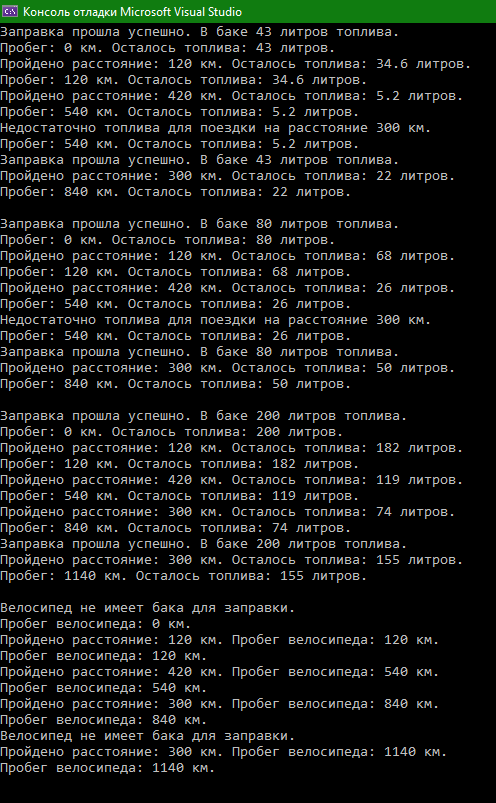 Консоль отладки Microsoft Visual Studio
Заправка прошла успешно. В баке 43 литров топлива.
Пробег: 0 км. Осталось топлива: 43 литров.
Пройдено расстояние: 120 км. Осталось топлива: 34.6 литров.
Пробег: 120 км. Осталось топлива: 34.6 литров.
Пройдено расстояние: 420 км. Осталось топлива: 5.2 литров.
Пробег: 540 км. Осталось топлива: 5.2 литров.
Недостаточно топлива для поездки на расстояние 300 км.
Пробег: 540 км. Осталось топлива: 5.2 литров.
Заправка прошла успешно. В баке 43 литров топлива.
Пройдено расстояние: 300 км. Осталось топлива: 22 литров.
Пробег: 840 км. Осталось топлива: 22 литров.
Заправка прошла успешно. В баке 80 литров топлива.
Пробег: 0 км. Осталось топлива: 80 литров.
Пройдено расстояние: 120 км. Осталось топлива: 68 литров.
Пробег: 120 км. Осталось топлива: 68 литров.
Пройдено расстояние: 420 км. Осталось топлива: 26 литров.
Пробег: 540 км. Осталось топлива: 26 литров.
Недостаточно топлива для поездки на расстояние 300 км.
Пробег: 540 км. Осталось топлива: 26 литров.
Заправка прошла успешно. В баке 80 литров топлива.
Пройдено расстояние: 300 км. Осталось топлива: 50 литров.
Пробег: 840 км. Осталось топлива: 50 литров.
Заправка прошла успешно. В баке 200 литров топлива.
Пробег: 0 км. Осталось топлива: 200 литров.
Пройдено расстояние: 120 км. Осталось топлива: 182 литров.
Пробег: 120 км. Осталось топлива: 182 литров.
Пройдено расстояние: 420 км. Осталось топлива: 119 литров.
Пробег: 540 км. Осталось топлива: 119 литров.
Пройдено расстояние: 300 км. Осталось топлива: 74 литров.
Пробег: 840 км. Осталось топлива: 74 литров.
Заправка прошла успешно. В баке 200 литров топлива.
Пройдено расстояние: 300 км. Осталось топлива: 155 литров.
Пробег: 1140 км. Осталось топлива: 155 литров.
Велосипед не имеет бака для заправки.
Пробег велосипеда: 0 км.
Пройдено расстояние: 120 км. Пробег велосипеда: 120 км.
Пробег велосипеда: 120 км.
Пройдено расстояние: 420 км. Пробег велосипеда: 540 км.
Пробег велосипеда: 540 км.
Пройдено расстояние: 300 км. Пробег велосипеда: 840 км.
Пробег велосипеда: 840 км.
Велосипед не имеет бака для заправки.
Пройдено расстояние: 300 км. Пробег велосипеда: 1140 км.
Пробег велосипеда: 1140 км.